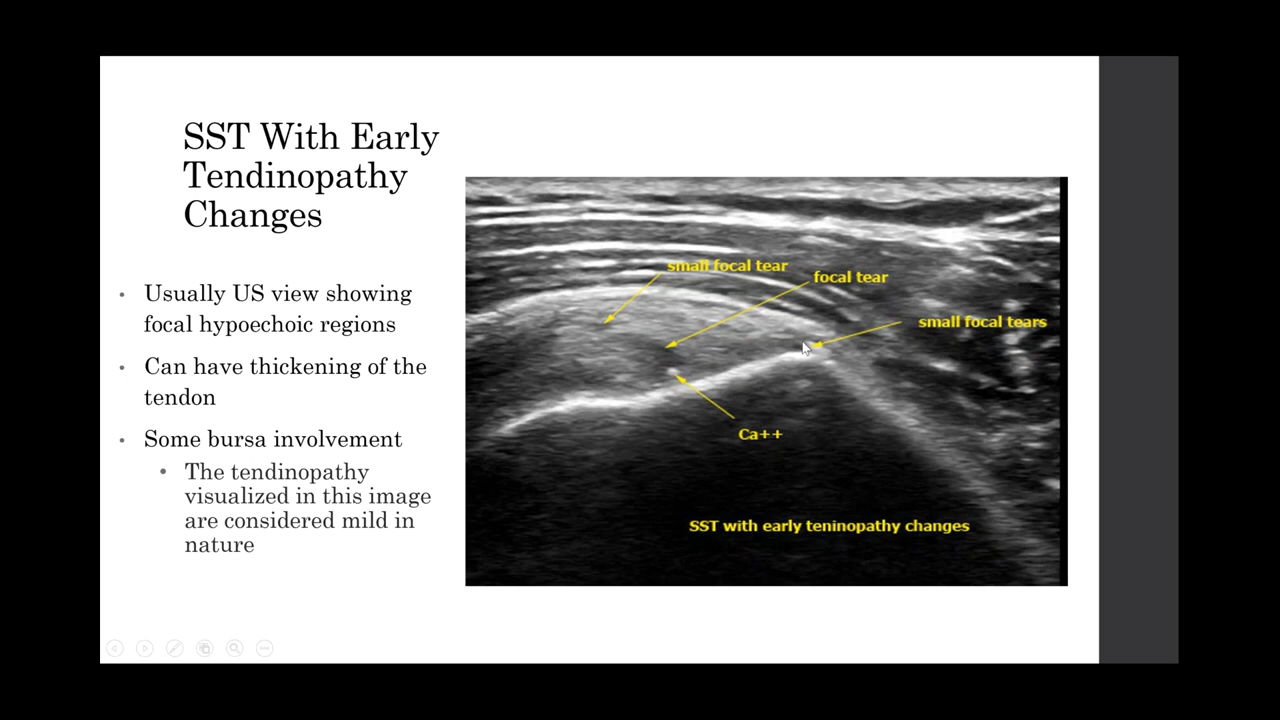 SST With Early
Tendinopathy
Changes
• Usually US view showing
focal hypoechoic regions
• Can have thickening of the
tendon
• Some bursa involvement
• The tendinopathy
visualized in this image
are considered mild in
nature
small focal tear
focal tear
small focal tears
Ca++
SST with early teninopathy changes